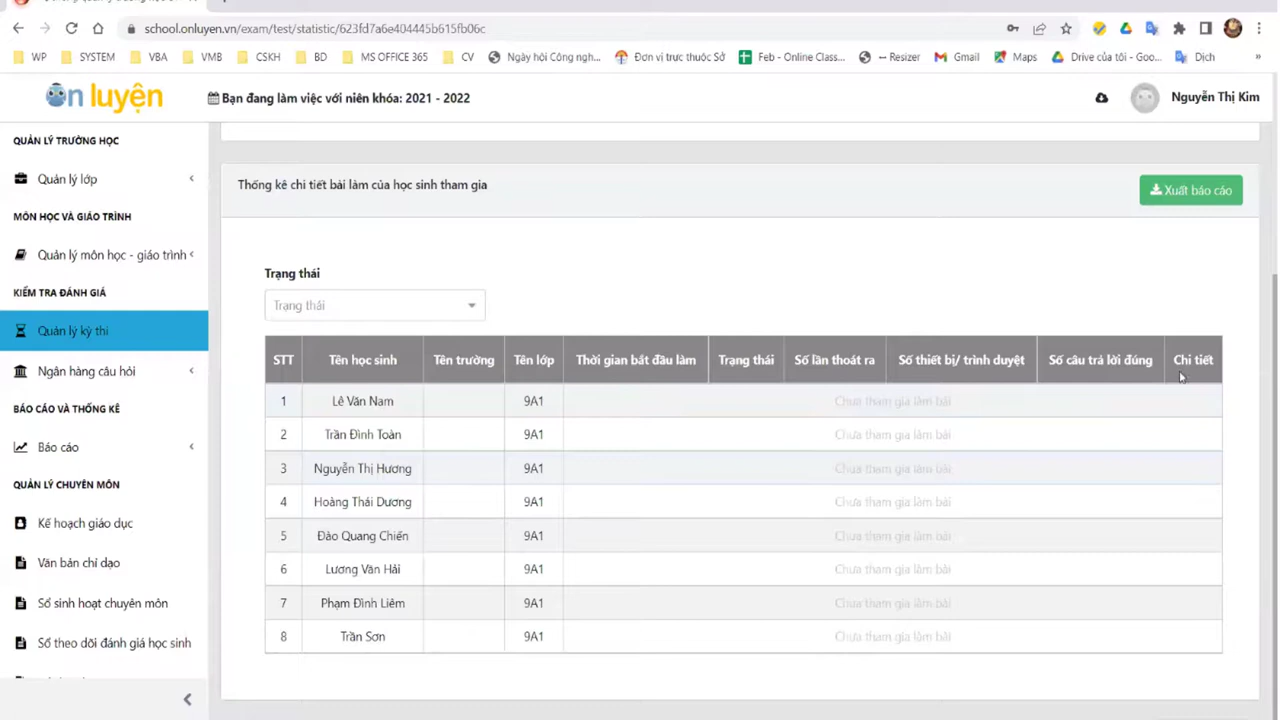 school.onluyen.vn/exam/test/statistic/623fd7a6e404445b615fb06c
WP SYSTEM VBA VMB CSKH BD MS OFFICE 365 CV Ngày hội Công ngh... Đơn vị trực thuộc Sở Feb - Online Class... -- Resizer Gmail Maps Drive của tôi - Goo... Dịch »
ôn luyện
Bạn đang làm việc với niên khóa: 2021 - 2022
Nguyễn Thị Kim
QUẢN LÝ TRƯỜNG HỌC
Quản lý lớp
MÔN HỌC VÀ GIÁO TRÌNH
Quản lý môn học - giáo trình
KIỂM TRA ĐÁNH GIÁ
Quản lý kỳ thi
Ngân hàng câu hỏi
BÁO CÁO VÀ THỐNG KÊ
Báo cáo
QUẢN LÝ CHUYÊN MÔN
Kế hoạch giáo dục
Văn bản chỉ đạo
Sổ sinh hoạt chuyên môn
Sổ theo dõi đánh giá học sinh
Thống kê chi tiết bài làm của học sinh tham gia
Xuất báo cáo
Trạng thái
Trạng thái
STT Tên học sinh Tên trường Tên lớp Thời gian bắt đầu làm Trạng thái Số lần thoát ra Số thiết bị/ trình duyệt Số câu trả lời đúng Chi tiết
1 Lê Văn Nam 9A1 Chưa tham gia làm bài
2 Trần Đình Toàn 9A1 Chưa tham gia làm bài
3 Nguyễn Thị Hương 9A1 Chưa tham gia làm bài
4 Hoàng Thái Dương 9A1 Chưa tham gia làm bài
5 Đào Quang Chiến 9A1 Chưa tham gia làm bài
6 Lương Văn Hải 9A1 Chưa tham gia làm bài
7 Phạm Đình Liêm 9A1 Chưa tham gia làm bài
8 Trần Sơn 9A1 Chưa tham gia làm bài